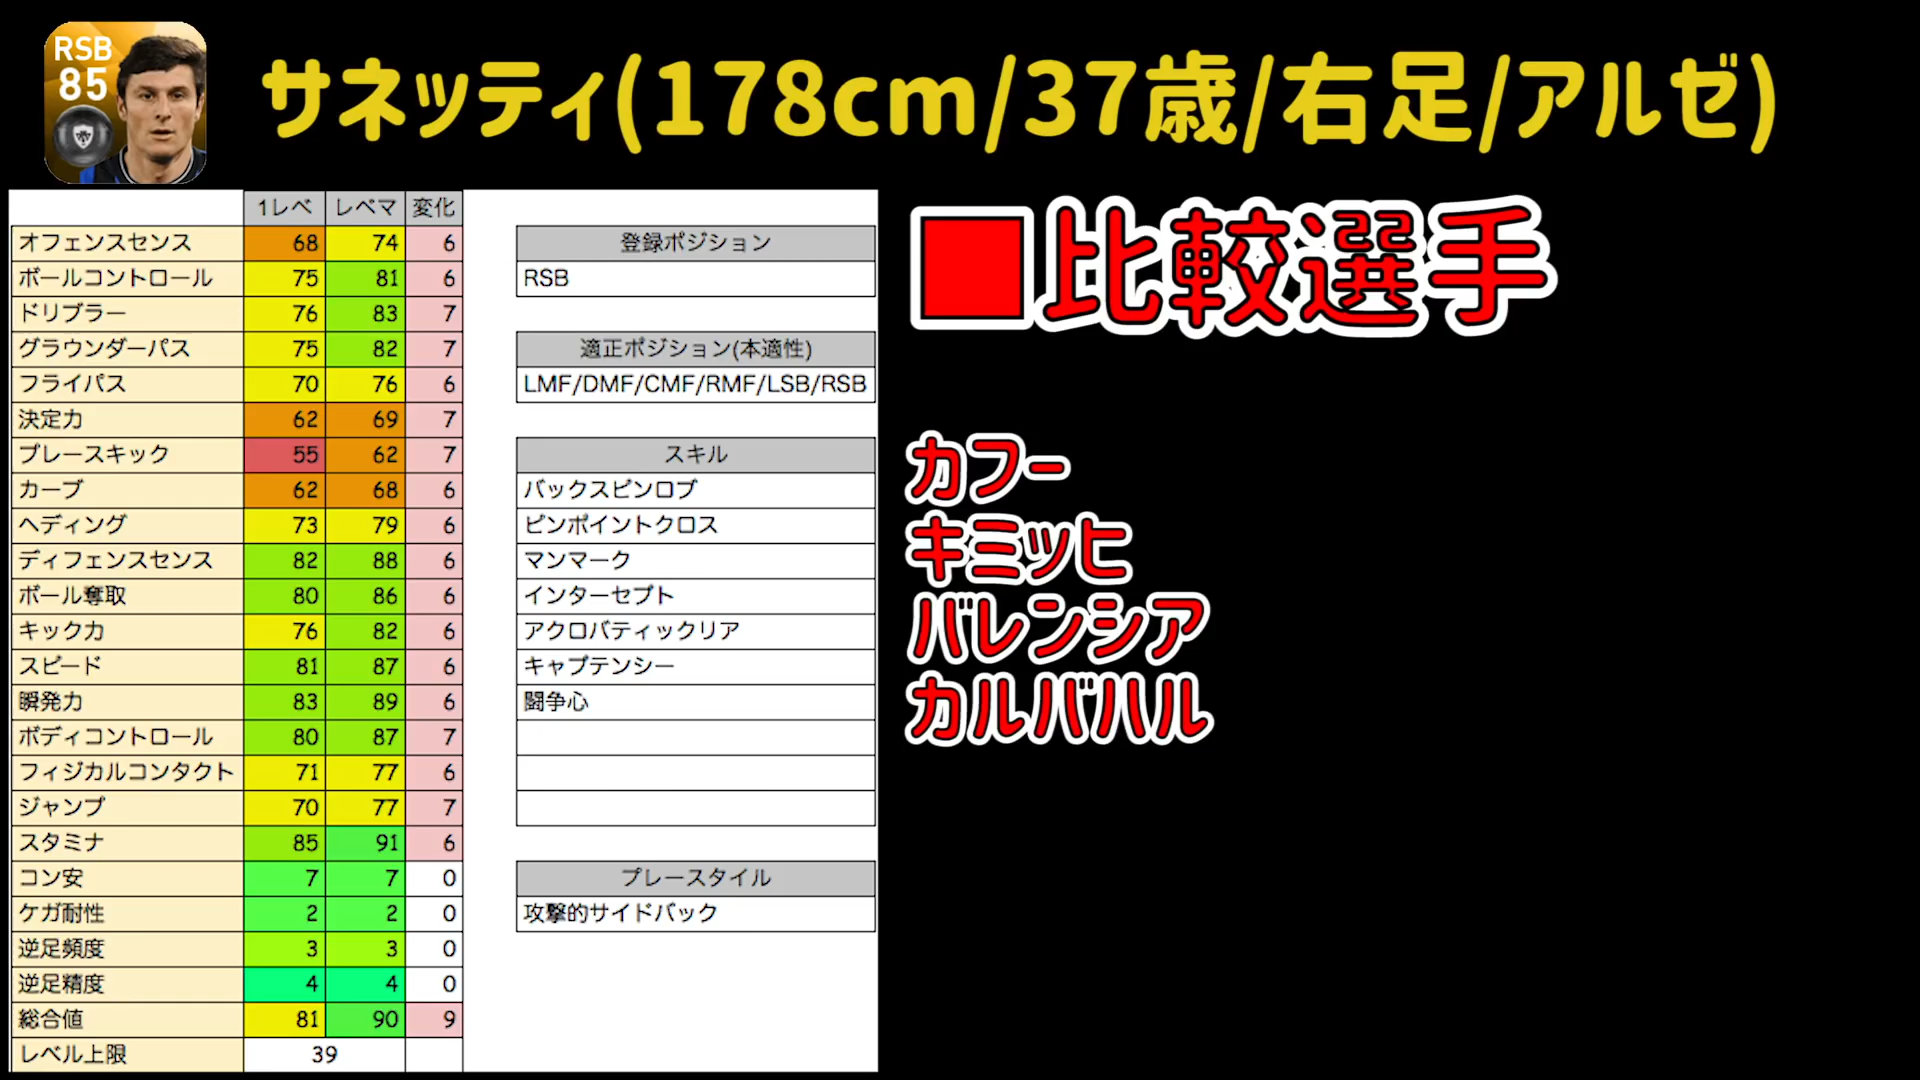 RSB
85
サネッティ(178cm/37歳/右足/アルゼ)
1レベ レベマ 変化
オフェンスセンス 68 74 6
ボールコントロール 75 81 6
ドリブラー 76 83 7
グラウンダーパス 75 82 7
フライパス 70 76 6
決定力 62 69 7
プレースキック 55 62 7
カーブ 62 68 6
ヘディング 73 79 6
ディフェンスセンス 82 88 6
ボール奪取 80 86 6
キック力 76 82 6
スピード 81 87 6
瞬発力 83 89 6
ボディコントロール 80 87 7
フィジカルコンタクト 71 77 6
ジャンプ 70 77 7
スタミナ 85 91 6
コン安 7 7 0
ケガ耐性 2 2 0
逆足頻度 3 3 0
逆足精度 4 4 0
総合値 81 90 9
レベル上限 39
登録ポジション
RSB
適正ポジション(本適性)
LMF/DMF/CMF/RMF/LSB/RSB
スキル
バックスピンロブ
ピンポイントクロス
マンマーク
インターセプト
アクロバティッククリア
キャプテンシー
闘争心
プレースタイル
攻撃的サイドバック
■比較選手
カフー
キミッヒ
バレンシア
カルバハル